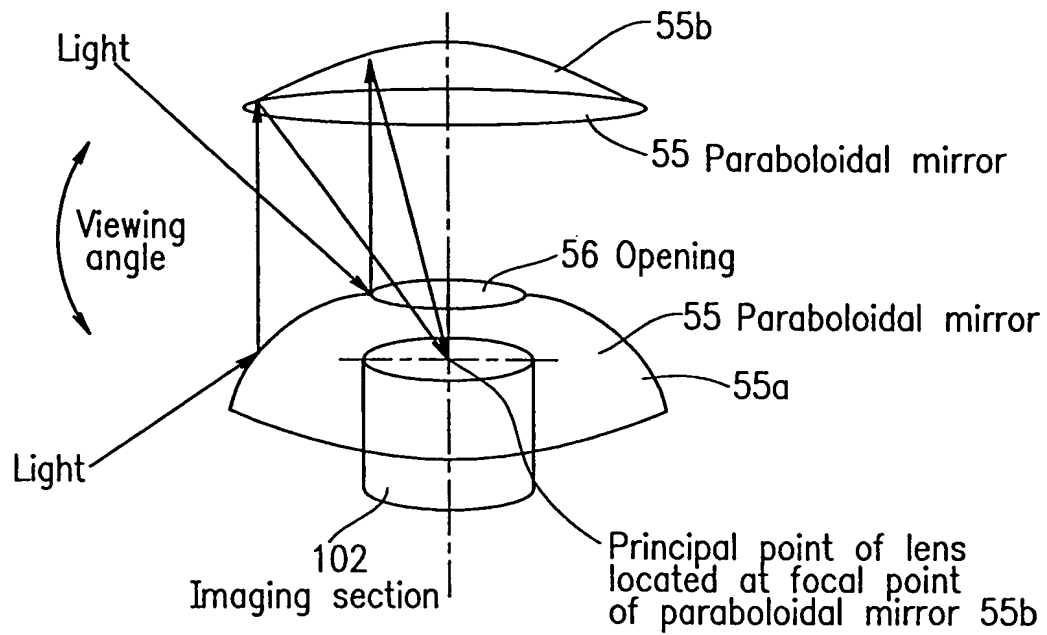 Light
55b
55 Paraboloidal mirror
Viewing
angle
56 Opening
55 Paraboloidal mirror
55a
Light
102
Imaging section
Principal point of lens
located at focal point
of paraboloidal mirror 55b